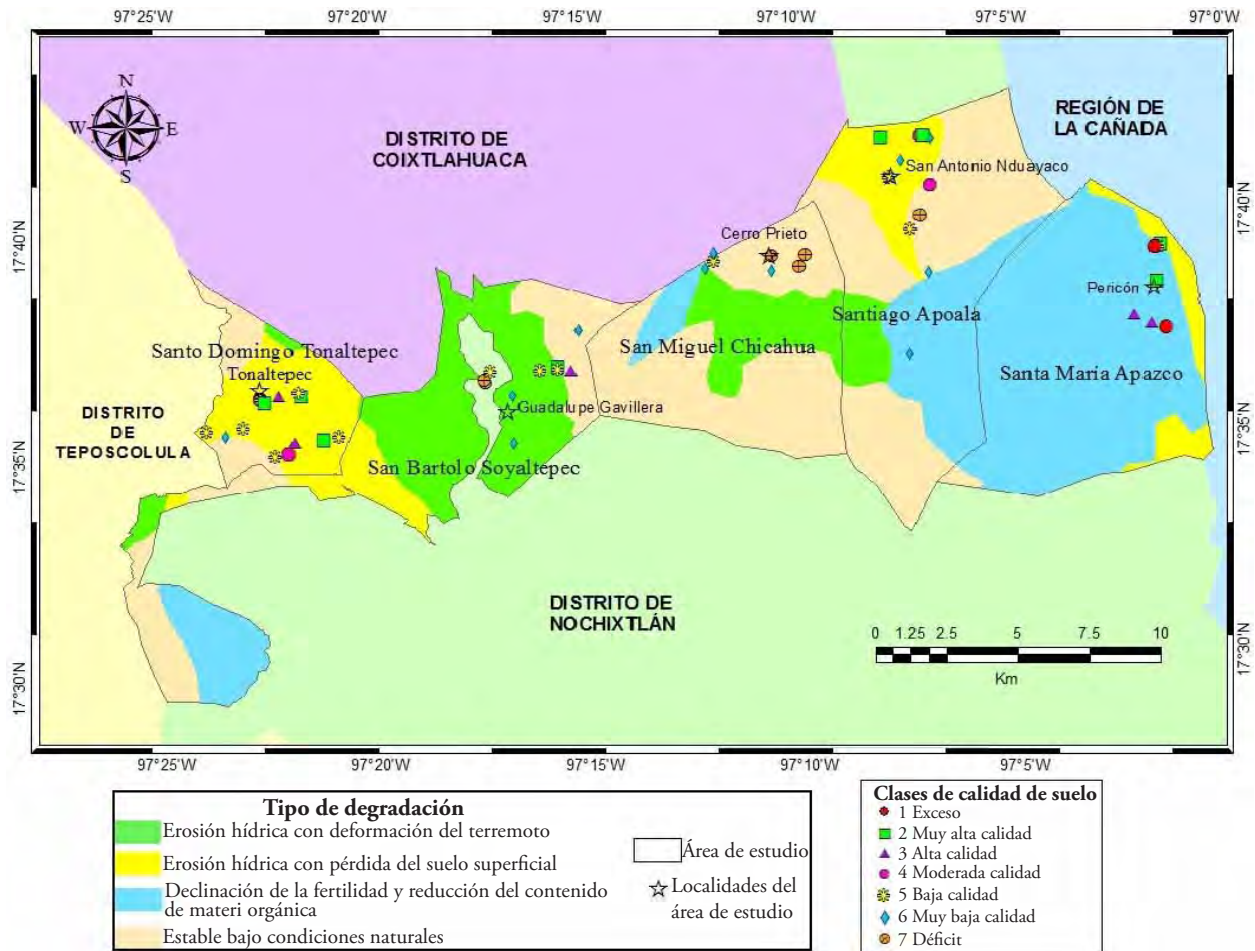 97°25'W 97°20'W 97°15'W 97°10'W 97°5'W 97°0'W
N
W E
S
DISTRITO DE
COIXTLAHUACA
REGIÓN DE
LA CAÑADA
San Antonio Nduayaco
17°40'N
17°40'N
Cerro Prieto
Pericón
Santiago Apoala
San Miguel Chicahua
Santo Domingo Tonaltepec
Tonaltepec
Santa María Apazco
DISTRITO
DE
TEPOSCOLULA
Guadalupe Gavillera
17°35'N
17°35'N
San Bartolo Soyaltepec
DISTRITO DE
NOCHIXTLÁN
17°30'N
17°30'N
0 1.25 2.5 5 7.5 10
Km
97°25'W 97°20'W 97°15'W 97°10'W 97°5'W
Tipo de degradación
Erosión hídrica con deformación del terremoto
Erosión hídrica con pérdida del suelo superficial
Declinación de la fertilidad y reducción del contenido
de materi orgánica
Estable bajo condiciones naturales
Área de estudio
Localidades del
área de estudio
Clases de calidad de suelo
1 Exceso
2 Muy alta calidad
3 Alta calidad
4 Moderada calidad
5 Baja calidad
6 Muy baja calidad
7 Déficit